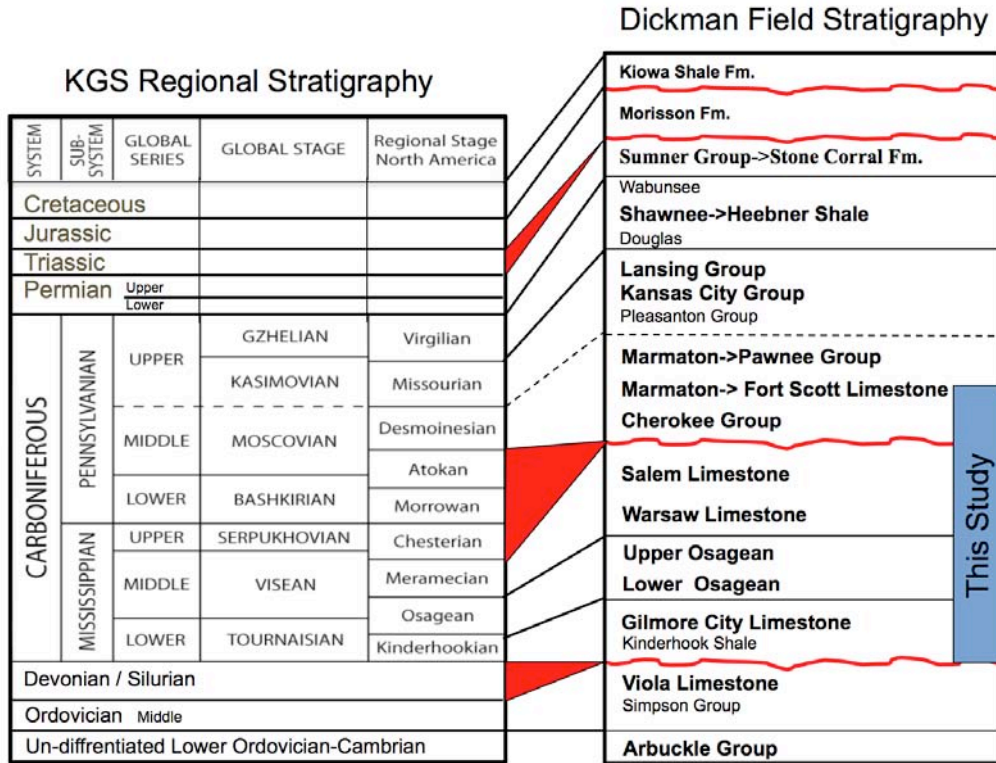 Dickman Field Stratigraphy
KGS Regional Stratigraphy
SYSTEM
SUB-
SYSTEM
GLOBAL
SERIES
GLOBAL STAGE
Regional Stage
North America
Cretaceous
Jurassic
Triassic
Permian Upper
Lower
CARBONIFEROUS
PENNSYLVANIAN
UPPER
GZHELIAN
Virgilian
KASIMOVIAN
Missourian
MIDDLE
MOSCOVIAN
Desmoinesian
Atokan
LOWER
BASHKIRIAN
Morrowan
MISSISSIPPIAN
UPPER
SERPUKHOVIAN
Chesterian
MIDDLE
VISEAN
Meramecian
Osagean
LOWER
TOURNAISIAN
Kinderhookian
Devonian / Silurian
Ordovician Middle
Un-diffrentiated Lower Ordovician-Cambrian
Kiowa Shale Fm.
Morisson Fm.
Sumner Group->Stone Corral Fm.
Wabunsee
Shawnee->Heebner Shale
Douglas
Lansing Group
Kansas City Group
Pleasanton Group
Marmaton->Pawnee Group
Marmaton-> Fort Scott Limestone
Cherokee Group
Salem Limestone
Warsaw Limestone
Upper Osagean
Lower Osagean
Gilmore City Limestone
Kinderhook Shale
Viola Limestone
Simpson Group
Arbuckle Group
This Study